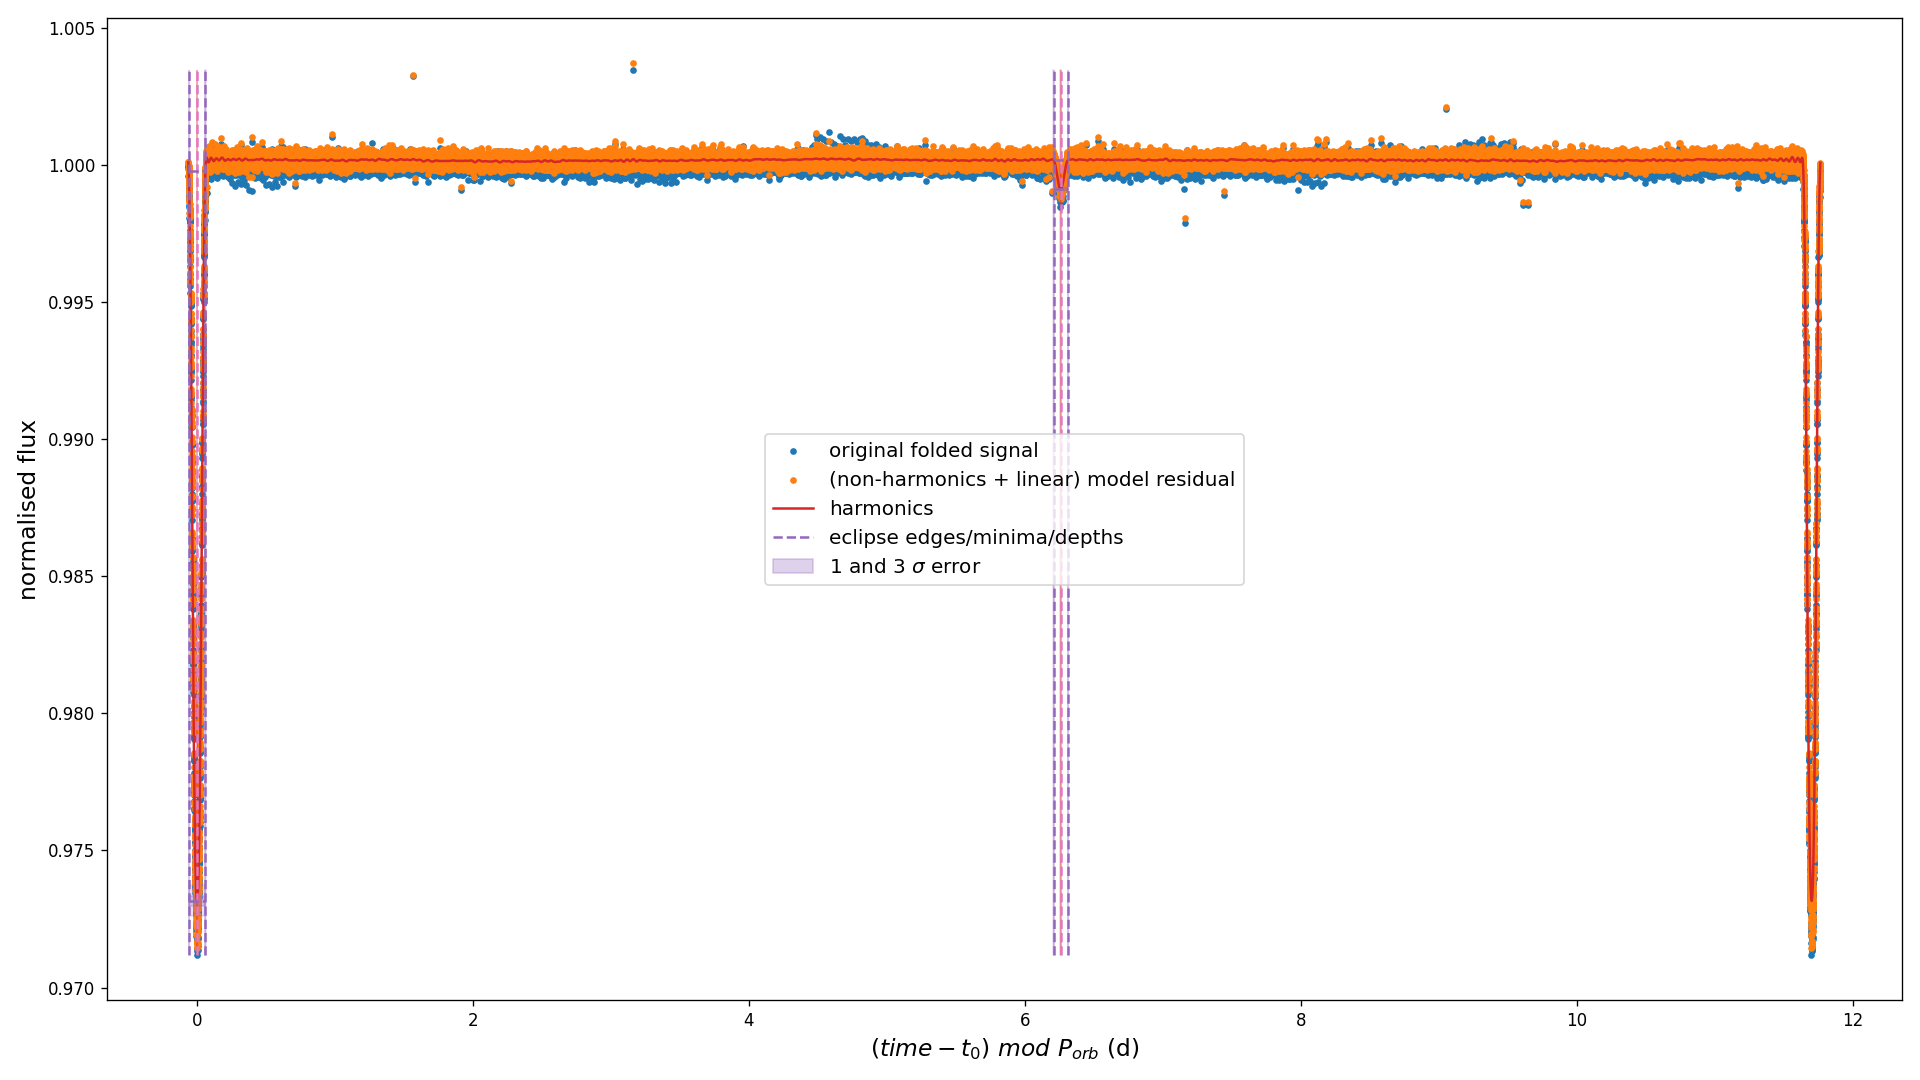 1.005
1.000
0.995
0.990
0.985
0.980
0.975
0.970
normalised flux
original folded signal
(non-harmonics + linear) model residual
harmonics
eclipse edges/minima/depths
1 and 3 σ error
0 2 4 6 8 10 12
(time − t₀) mod P_orb (d)